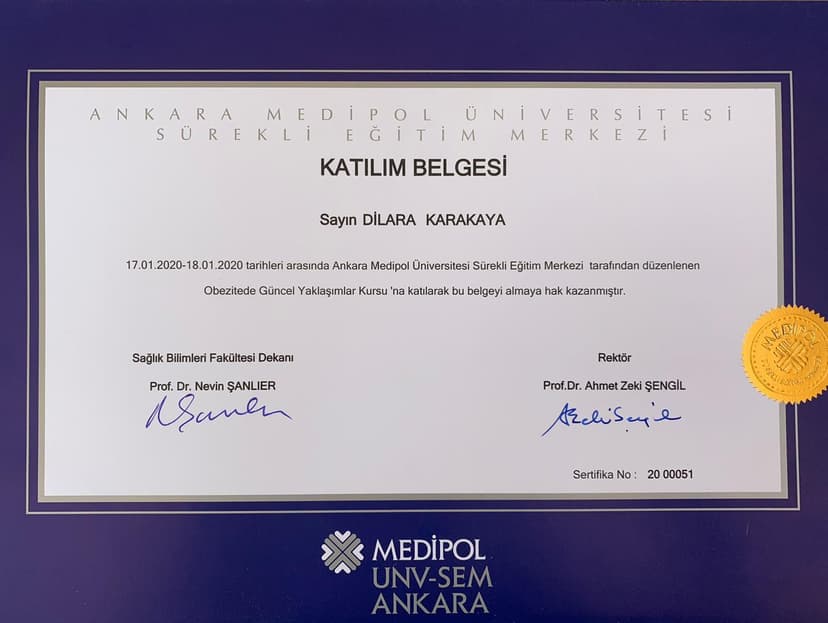 ANKARA MEDİPOL ÜNİVERSİTESİ
SÜREKLİ EĞİTİM MERKEZİ
KATILIM BELGESİ
Sayın DİLARA KARAKAYA
17.01.2020-18.01.2020 tarihleri arasında Ankara Medipol Üniversitesi Sürekli Eğitim Merkezi tarafından düzenlenen
Obezitede Güncel Yaklaşımlar Kursu 'na katılarak bu belgeyi almaya hak kazanmıştır.
Sağlık Bilimleri Fakültesi Dekanı
Prof. Dr. Nevin ŞANLIER
Rektör
Prof.Dr. Ahmet Zeki ŞENGİL
MEDİPOL
Sertifika No : 20 00051
MEDİPOL
UNV-SEM
ANKARA